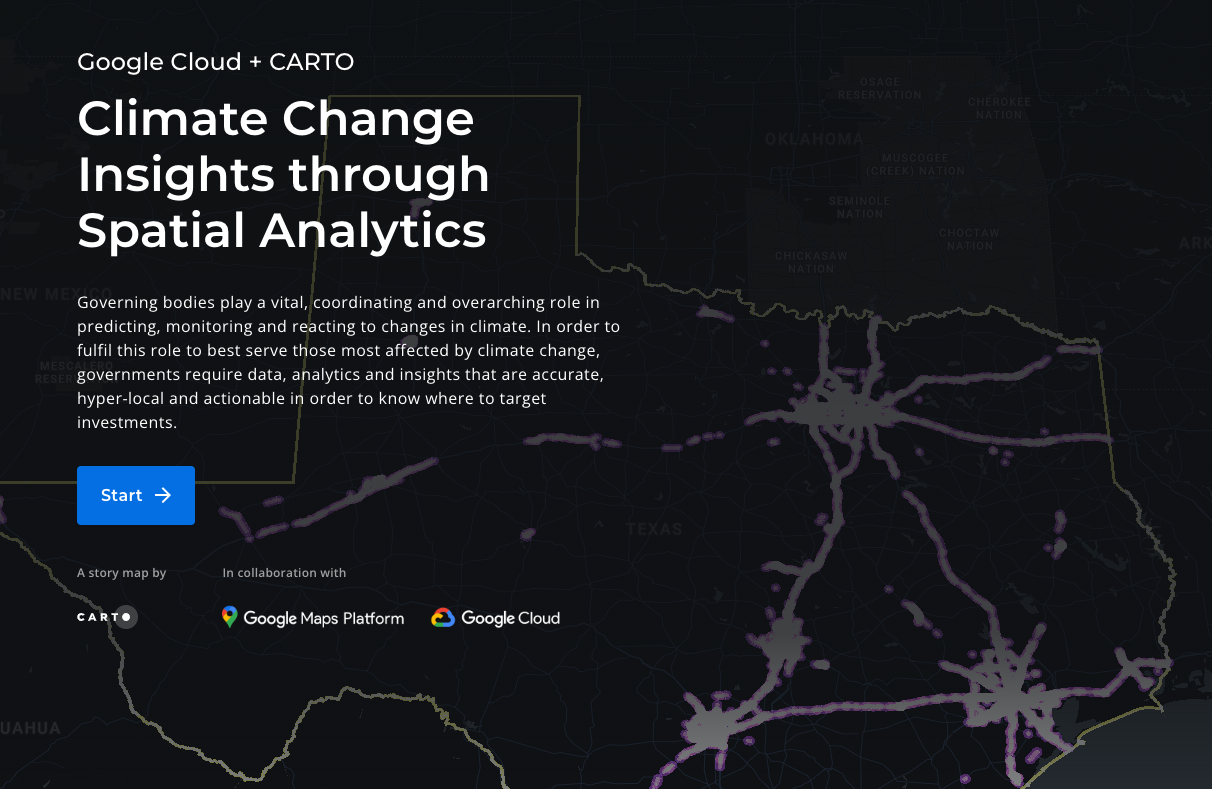 Google Cloud + CARTO
Climate Change
Insights through
Spatial Analytics
Governing bodies play a vital, coordinating and overarching role in
predicting, monitoring and reacting to changes in climate. In order to
fulfil this role to best serve those most affected by climate change,
governments require data, analytics and insights that are accurate,
hyper-local and actionable in order to know where to target
investments.
Start
A story map by
In collaboration with
CARTO
Google Maps Platform
Google Cloud
OSAGE
RESERVATION
CHEROKEE
NATION
OKLAHOMA
MUSCOGEE
(CREEK) NATION
SEMINOLE
NATION
CHOCTAW
NATION
CHICKASAW
NATION
ARK
NEW MEXICO
MESCALERO
TEXAS
UAHUA